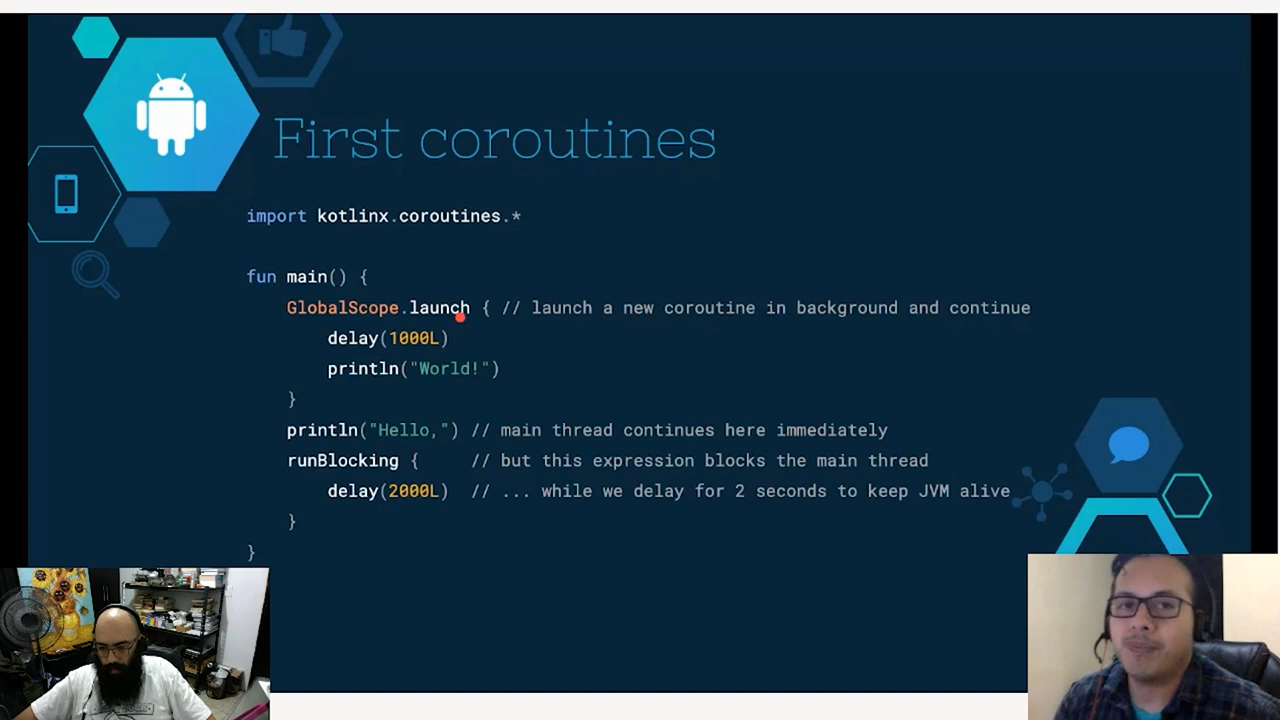 First coroutines
import kotlinx.coroutines.*
fun main() {
GlobalScope.launch { // launch a new coroutine in background and continue
delay(1000L)
println("World!")
}
println("Hello,") // main thread continues here immediately
runBlocking { // but this expression blocks the main thread
delay(2000L) // ... while we delay for 2 seconds to keep JVM alive
}
}